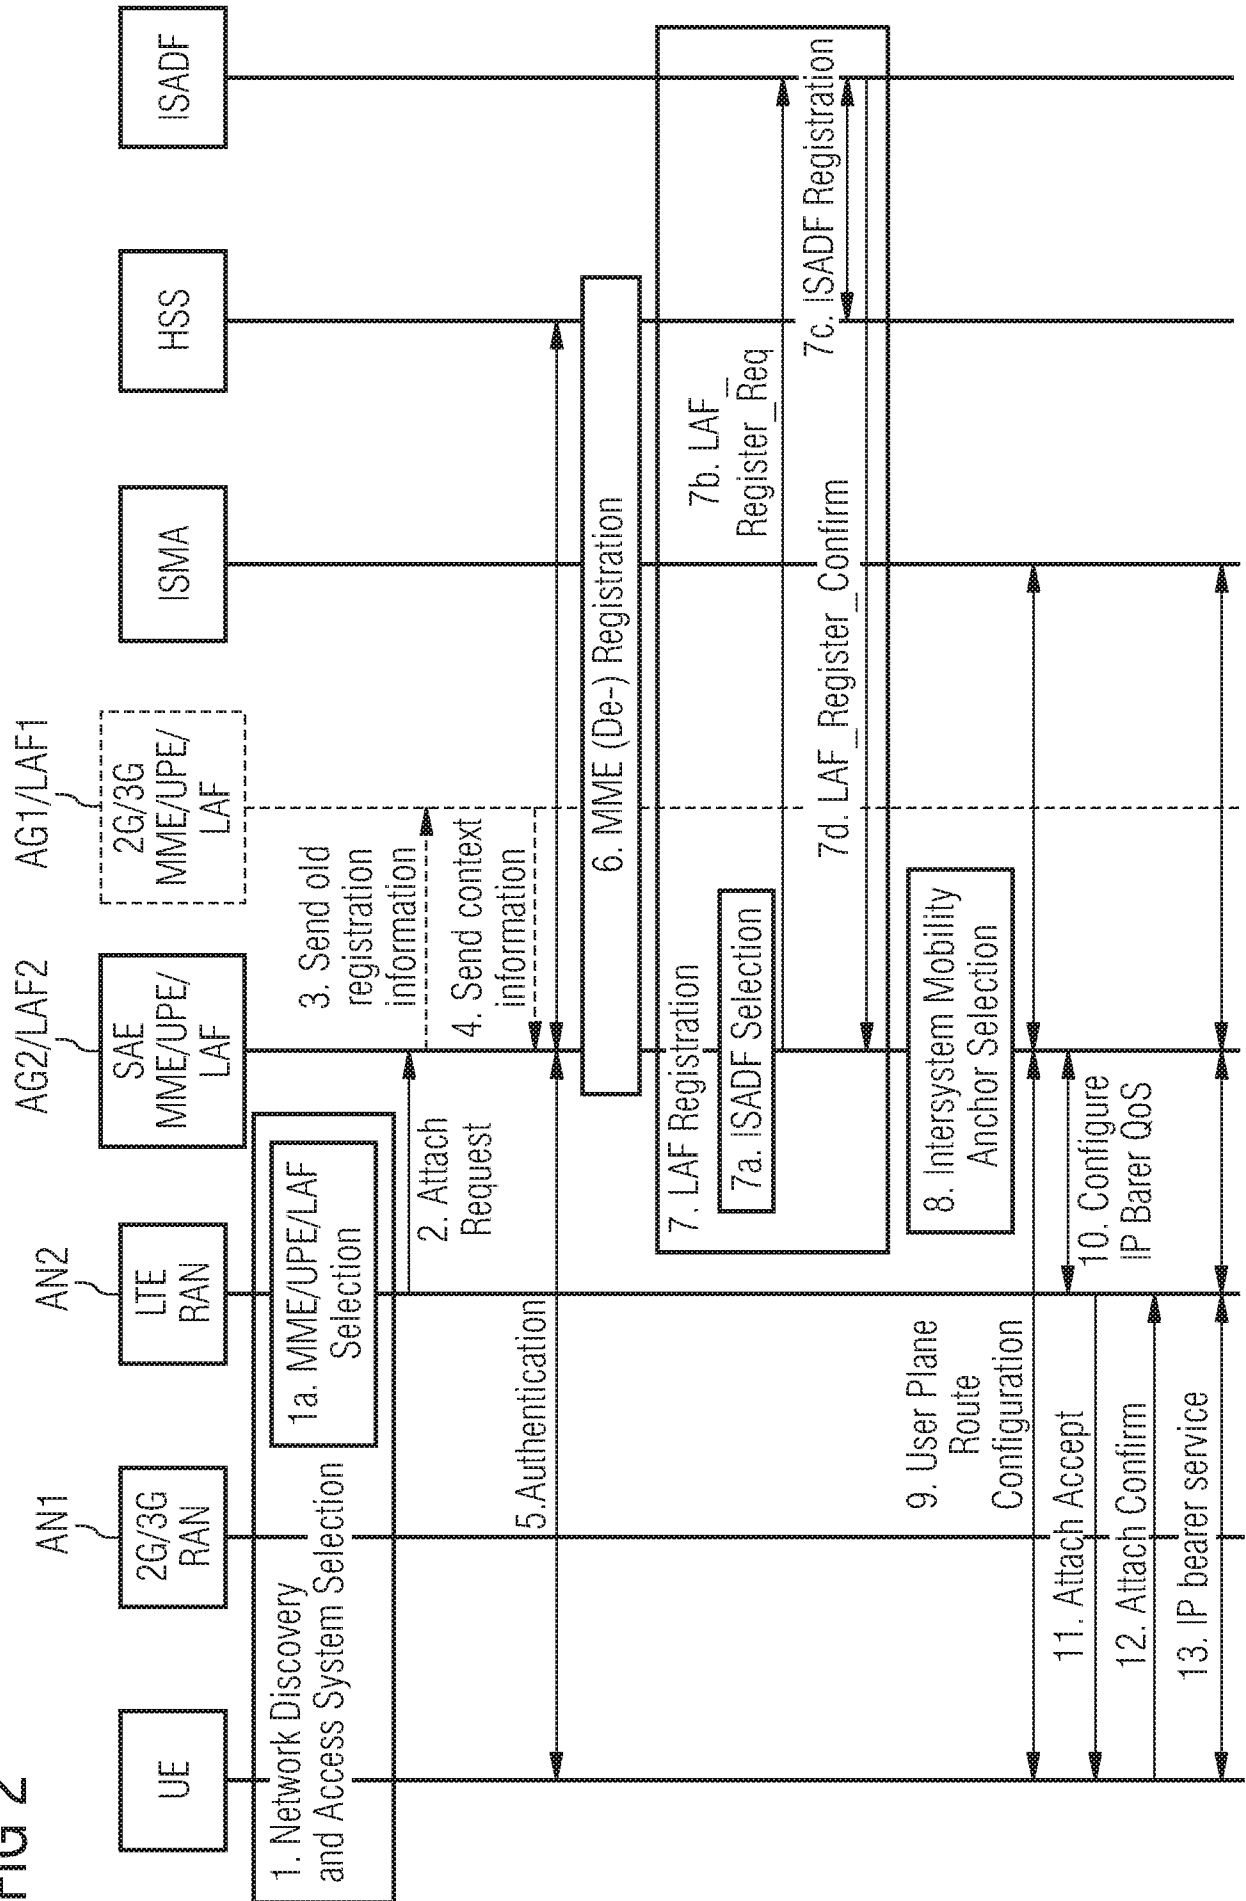 FIG 2
AN1
AN2
AG2/LAF2
AG1/LAF1
UE
2G/3G
RAN
LTE
RAN
SAE
MME/UPE/
LAF
2G/3G
MME/UPE/
LAF
ISMA
HSS
ISADF
1. Network Discovery
and Access System Selection
1a. MME/UPE/LAF
Selection
2. Attach
Request
3. Send old
registration
information
4. Send context
information
5.Authentication
6. MME (De-) Registration
7. LAF Registration
7a. ISADF Selection
7b. LAF_
Register_Req
7c. ISADF Registration
7d. LAF_Register_Confirm
8. Intersystem Mobility
Anchor Selection
9. User Plane
Route
Configuration
10. Configure
IP Barer QoS
11. Attach Accept
12. Attach Confirm
13. IP bearer service